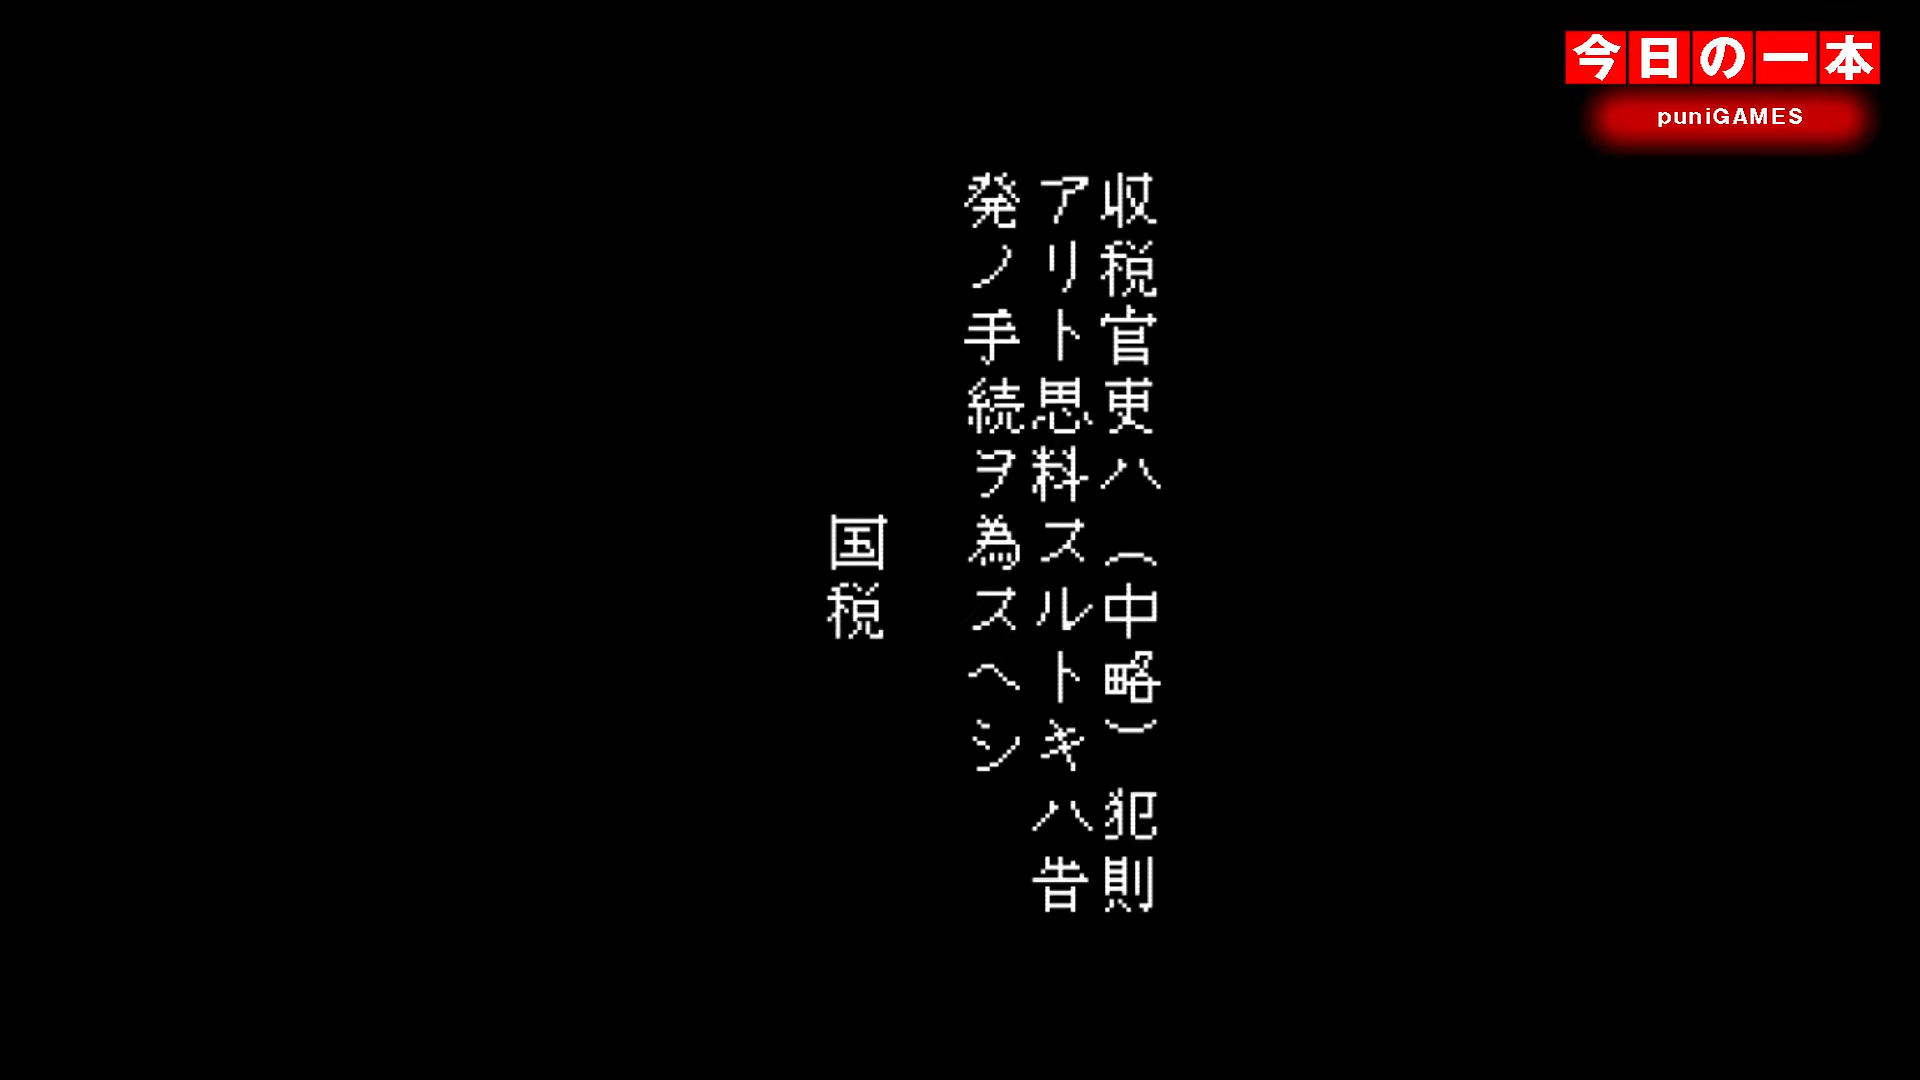 今日の一本
puniGAMES
収税官吏ハ（中略）犯則
アリト思料スルトキハ告
発ノ手続ヲ為スヘシ
国税